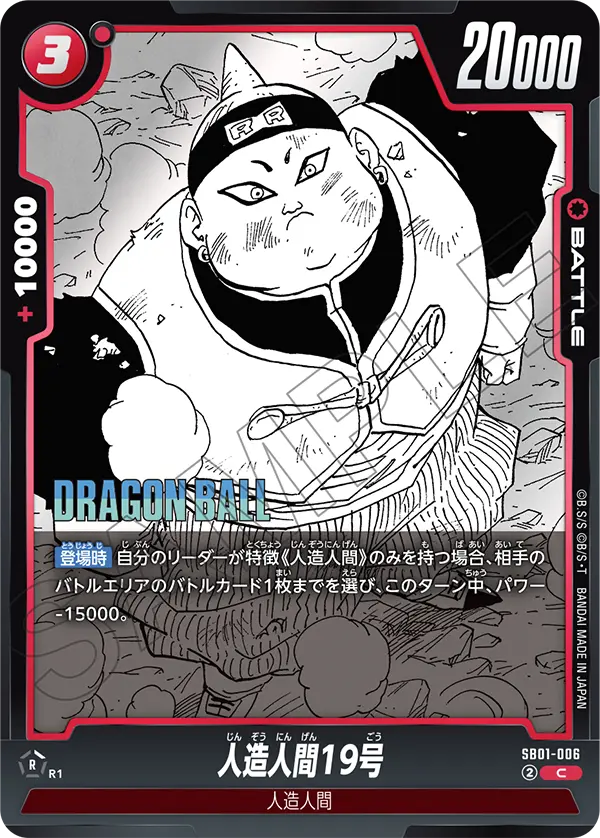 3
20000
+ 10000
BATTLE
RR
SAMPLE
DRAGON BALL
登場時 自分のリーダーが特徴《人造人間》のみを持つ場合、相手の
バトルエリアのバトルカード1枚までを選び、このターン中、パワー
-15000。
©B.S/S ©B/S・T BANDAI MADE IN JAPAN
人造人間19号
SB01-006
R R1
② C
人造人間